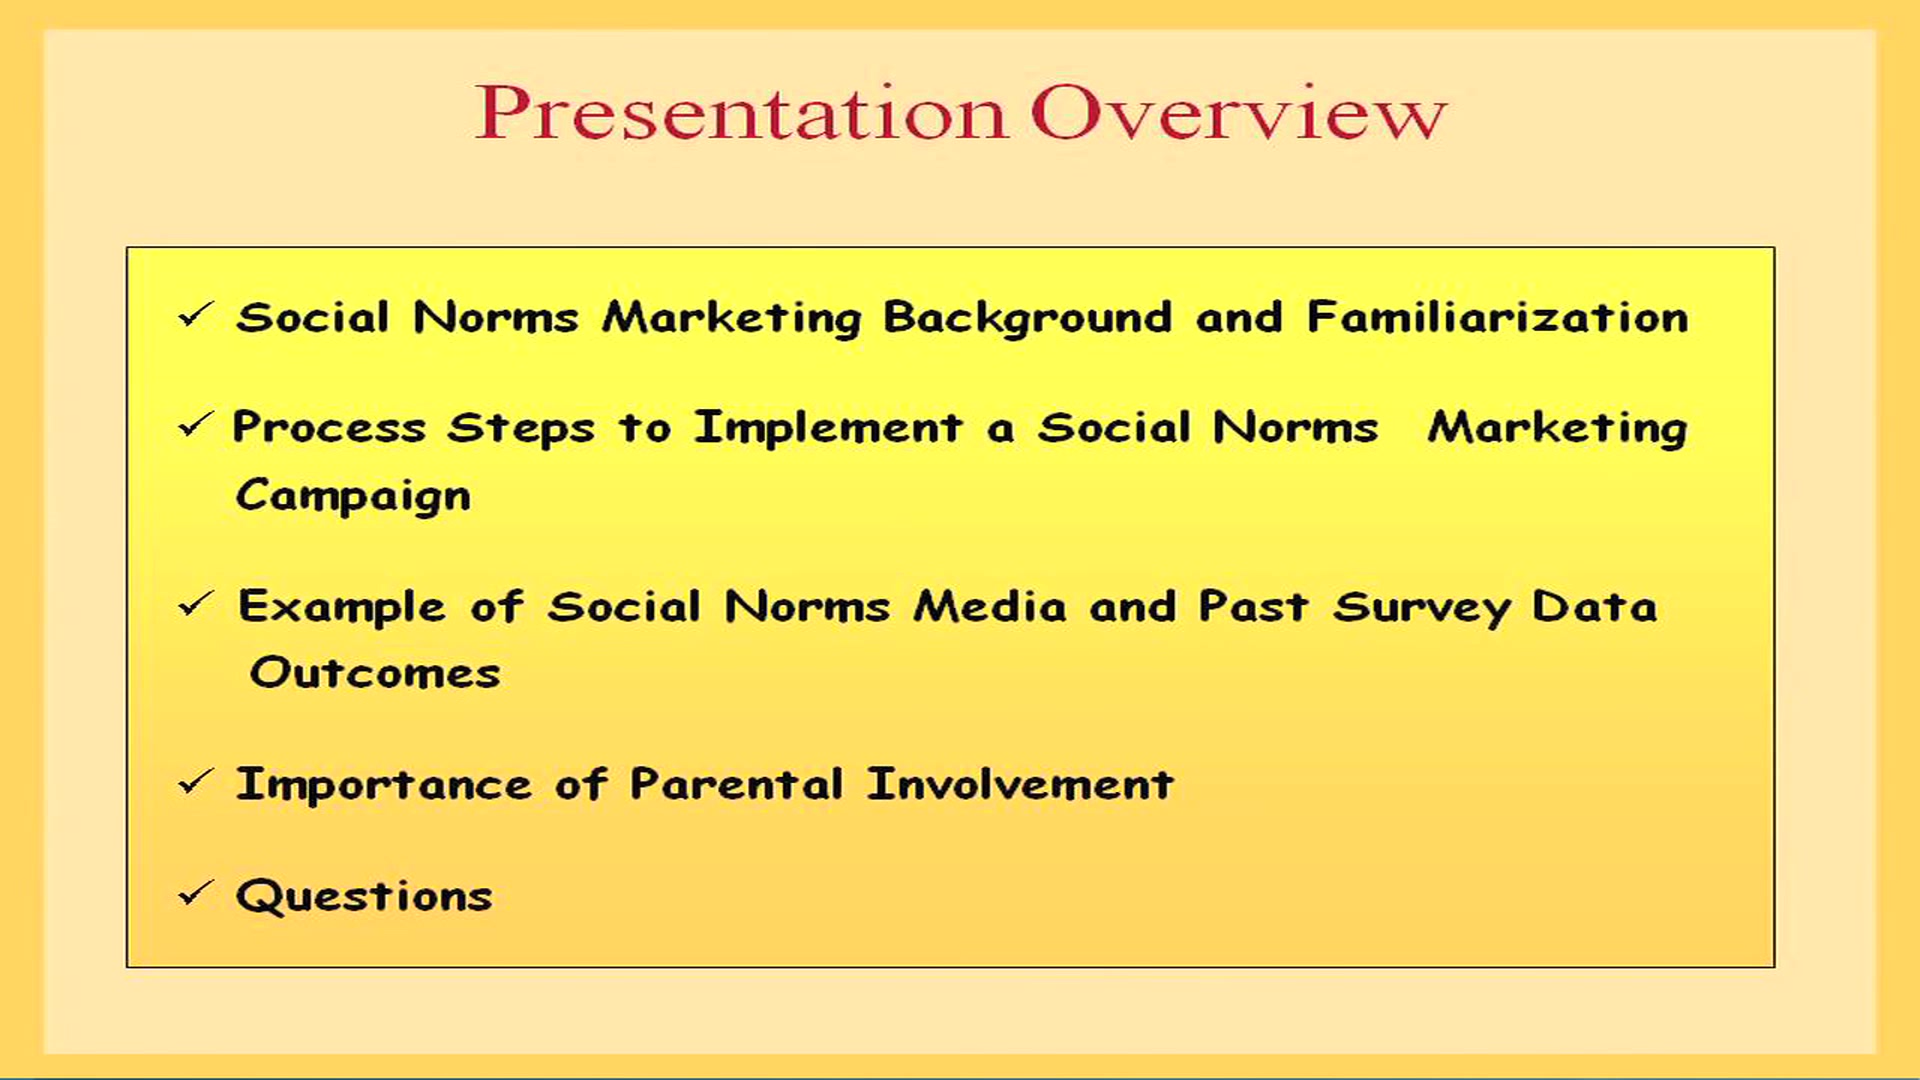 Presentation Overview
✓ Social Norms Marketing Background and Familiarization
✓ Process Steps to Implement a Social Norms Marketing
Campaign
✓ Example of Social Norms Media and Past Survey Data
Outcomes
✓ Importance of Parental Involvement
✓ Questions